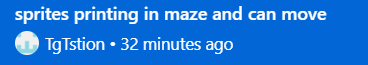 sprites printing in maze and can move
TgTstion • 32 minutes ago